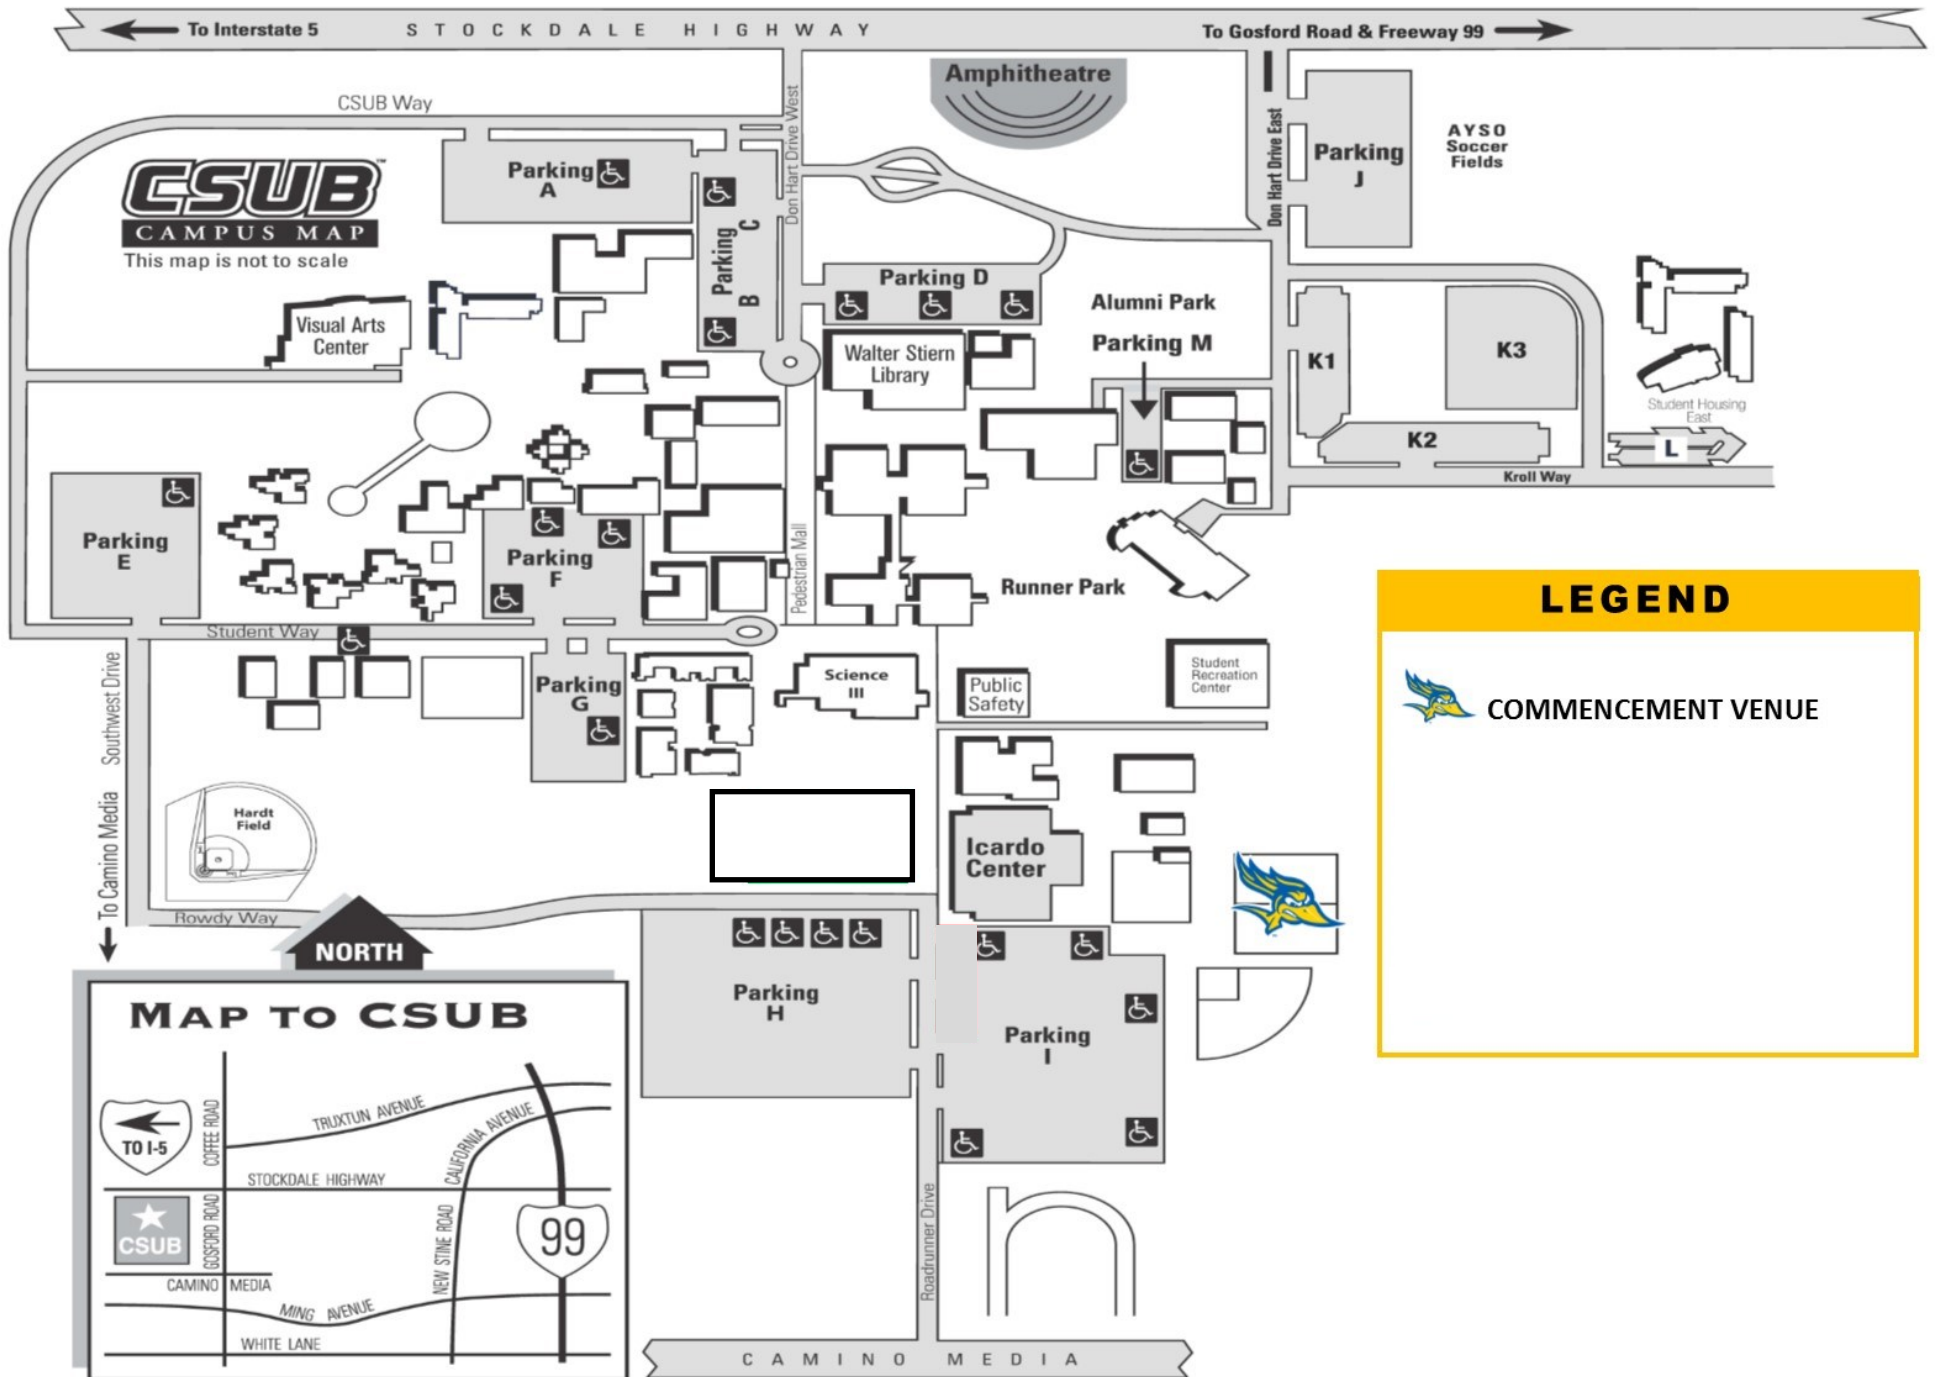 To Interstate 5
STOCKDALE HIGHWAY
To Gosford Road & Freeway 99
CSUB Way
Don Hart Drive West
Amphitheatre
Don Hart Drive East
Parking
J
AYSO
Soccer
Fields
CSUB™
CAMPUS MAP
This map is not to scale
Parking
A
Parking
B C
Parking D
Alumni Park
Parking M
Visual Arts
Center
Walter Stiern
Library
K1
K3
K2
Student Housing
East
L
Kroll Way
Parking
E
Parking
F
Pedestrian Mall
Runner Park
Student Way
Southwest Drive
To Camino Media
Parking
G
Science
III
Public
Safety
Student
Recreation
Center
LEGEND
COMMENCEMENT VENUE
Hardt
Field
Icardo
Center
Rowdy Way
NORTH
Parking
H
Parking
I
Roadrunner Drive
CAMINO MEDIA
MAP TO CSUB
TO I-5
COFFEE ROAD
TRUXTUN AVENUE
CALIFORNIA AVENUE
STOCKDALE HIGHWAY
CSUB
GOSFORD ROAD
NEW STINE ROAD
99
CAMINO MEDIA
MING AVENUE
WHITE LANE